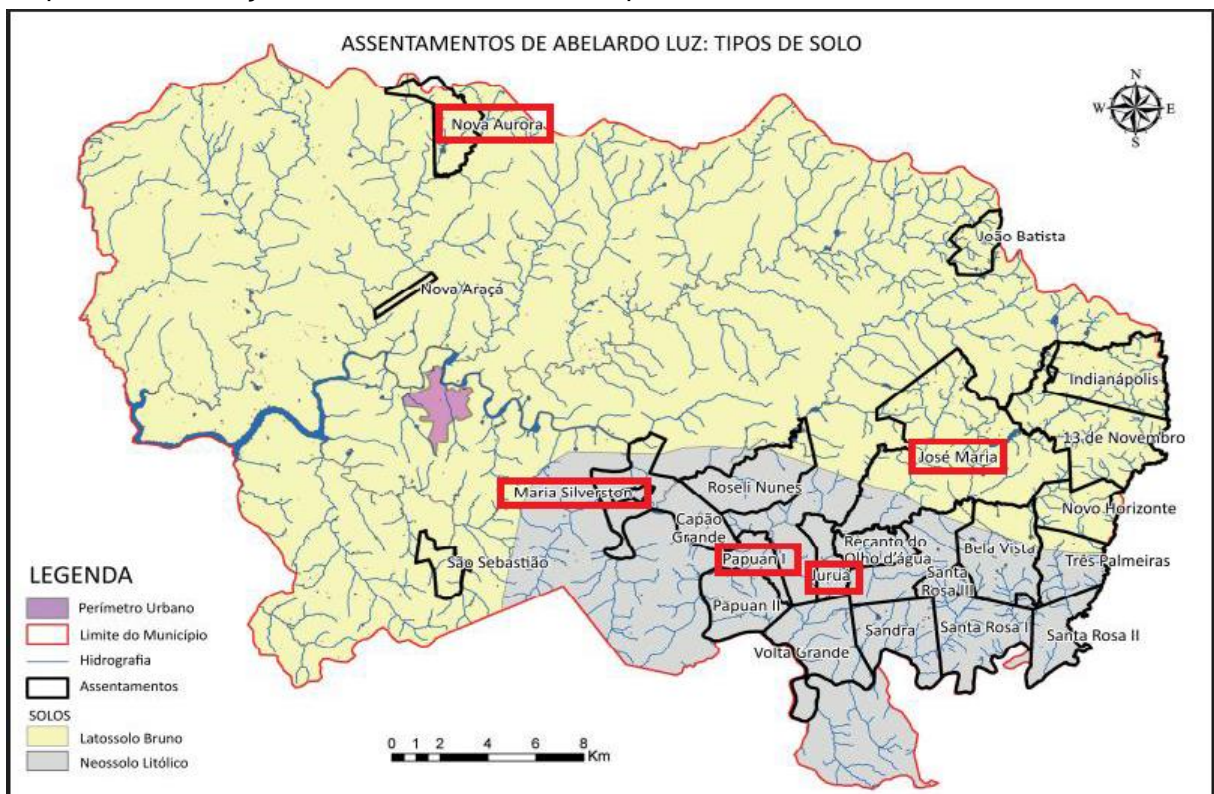 ASSENTAMENTOS DE ABELARDO LUZ: TIPOS DE SOLO
N
W E
S
Nova Aurora
João Batista
Nova Araçá
Indianápolis
13 de Novembro
José Maria
Roseli Nunes
Maria Silverston
Novo Horizonte
Capão
Grande
Recanto do
Olho d'água
Bela Vista
Papuan I
Três Palmeiras
São Sebastião
Juruá
Santa
Rosa III
Papuan II
Sandra
Santa Rosa I
Santa Rosa II
Volta Grande
LEGENDA
Perímetro Urbano
Limite do Município
Hidrografia
Assentamentos
SOLOS
Latossolo Bruno
Neossolo Litólico
0 1 2 4 6 8
Km